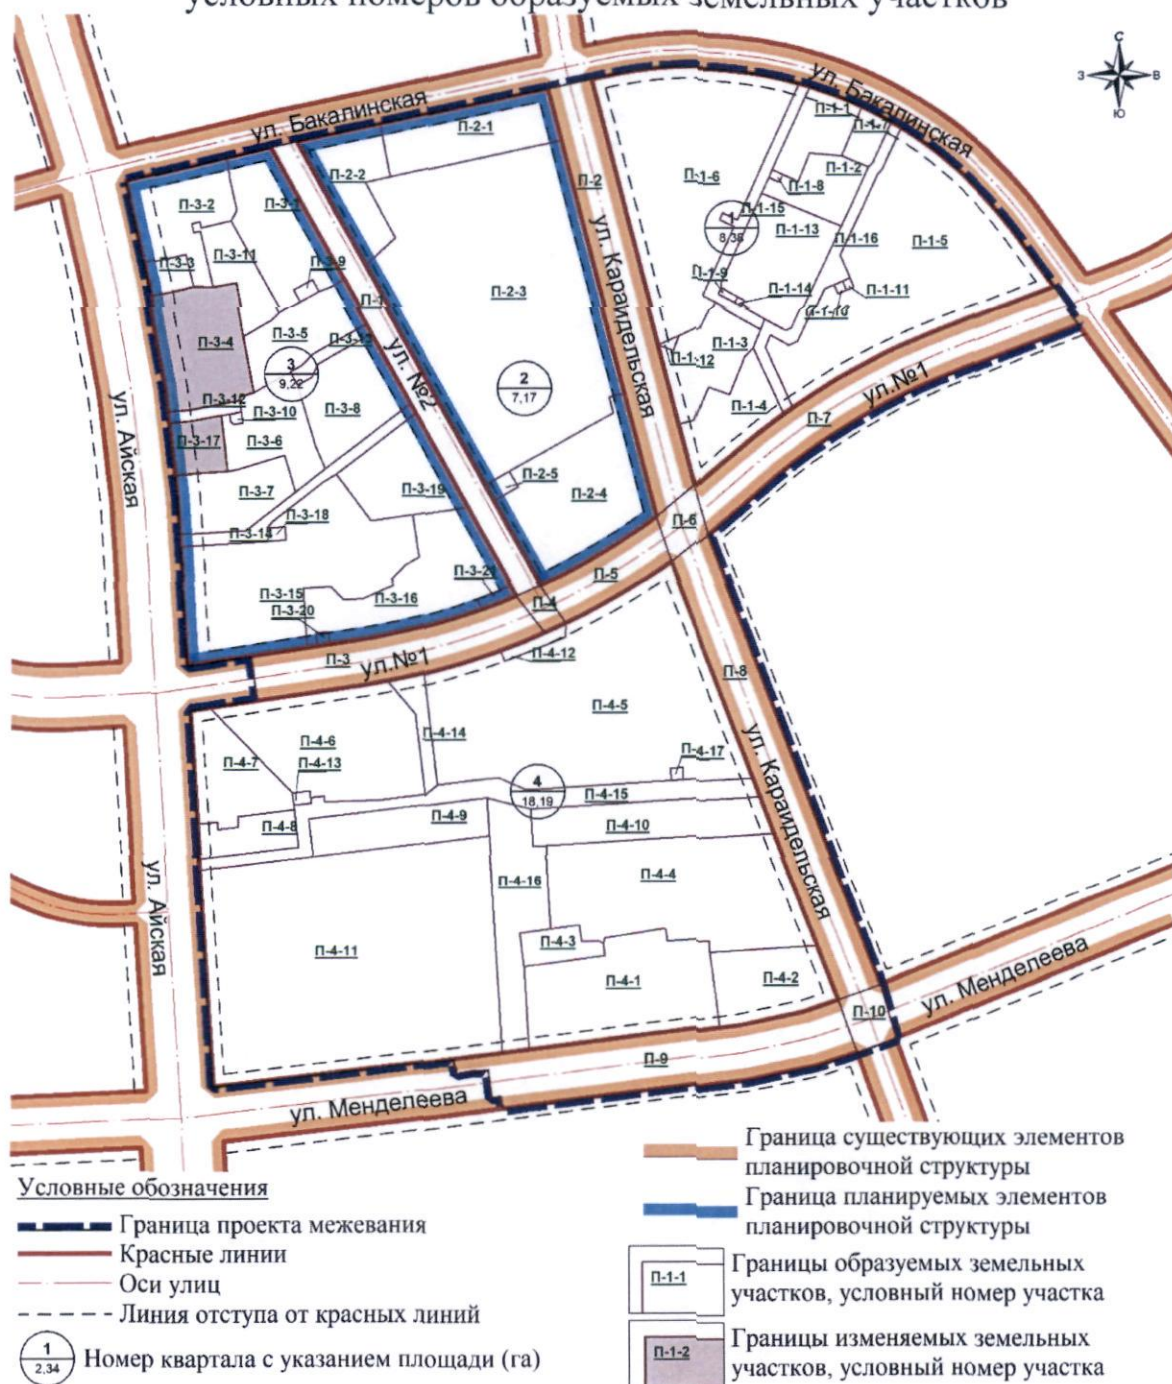 условных номеров образуемых земельных участков
С
З
В
Ю
ул. Бакалинская
ул. Бакалинская
П-2-1
П-2-2
П-2
П-1-1
П-1-2
П-1-6
П-1-8
П-1-15
1
П-1-13
П-1-16
П-1-5
П-1-9
П-1-14
П-1-11
П-1-10
П-1-3
П-1-12
П-1-4
П-3-2
П-3-1
П-3-11
П-3-3
П-3-9
П-1
П-2-3
П-3-4
П-3-5
П-3-13
3
9,22
2
7,17
ул. №2
ул. Караидельская
ул.№1
П-7
П-3-12
П-3-10
П-3-8
П-3-17
П-3-6
ул. Айская
П-3-7
П-3-19
П-2-5
П-2-4
П-3-18
П-3-14
П-6
П-5
П-3-15
П-3-16
П-3-20
П-4
П-3
ул.№1
П-4-12
П-8
П-4-5
П-4-14
П-4-6
П-4-7
П-4-13
П-4-17
4
18,19
П-4-15
ул. Караидельская
П-4-9
П-4-8
П-4-10
П-4-16
П-4-4
ул. Айская
П-4-3
П-4-11
П-4-1
П-4-2
П-10
ул. Менделеева
П-9
ул. Менделеева
Условные обозначения
Граница проекта межевания
Красные линии
Оси улиц
Линия отступа от красных линий
1
2,34
Номер квартала с указанием площади (га)
Граница существующих элементов
планировочной структуры
Граница планируемых элементов
планировочной структуры
П-1-1
Границы образуемых земельных
участков, условный номер участка
П-1-2
Границы изменяемых земельных
участков, условный номер участка